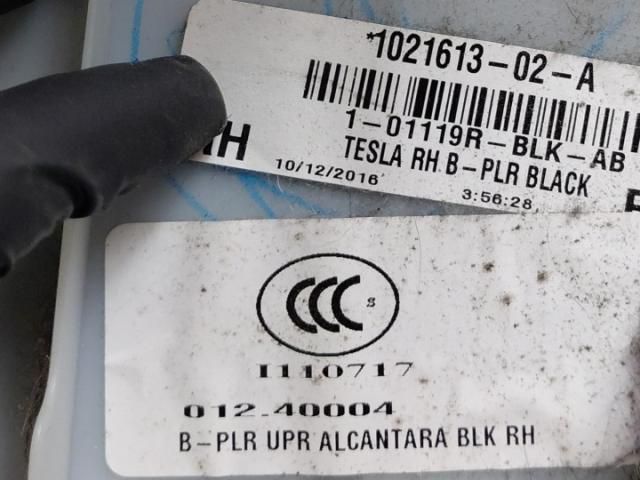 *1021613-02-A
1-01119R-BLK-AB
TESLA RH B-PLR BLACK
RH
10/12/2016
3:56:28
CCC S
I110717
012-40004
B-PLR UPR ALCANTARA BLK RH